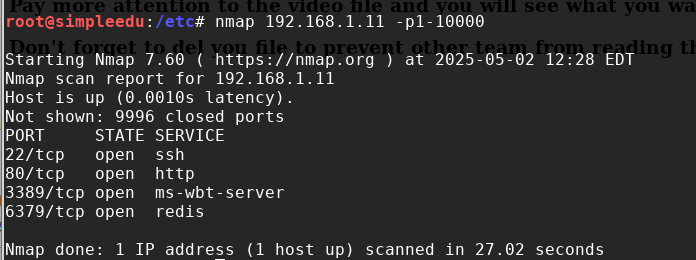 Pay more attention to the video file and you will see what you wa
root@simpleedu:/etc# nmap 192.168.1.11 -p1-10000
Don't forget to del you file to prevent other team from reading th
Starting Nmap 7.60 ( https://nmap.org ) at 2025-05-02 12:28 EDT
Nmap scan report for 192.168.1.11
Host is up (0.0010s latency).
Not shown: 9996 closed ports
PORT     STATE SERVICE
22/tcp   open  ssh
80/tcp   open  http
3389/tcp open  ms-wbt-server
6379/tcp open  redis
Nmap done: 1 IP address (1 host up) scanned in 27.02 seconds